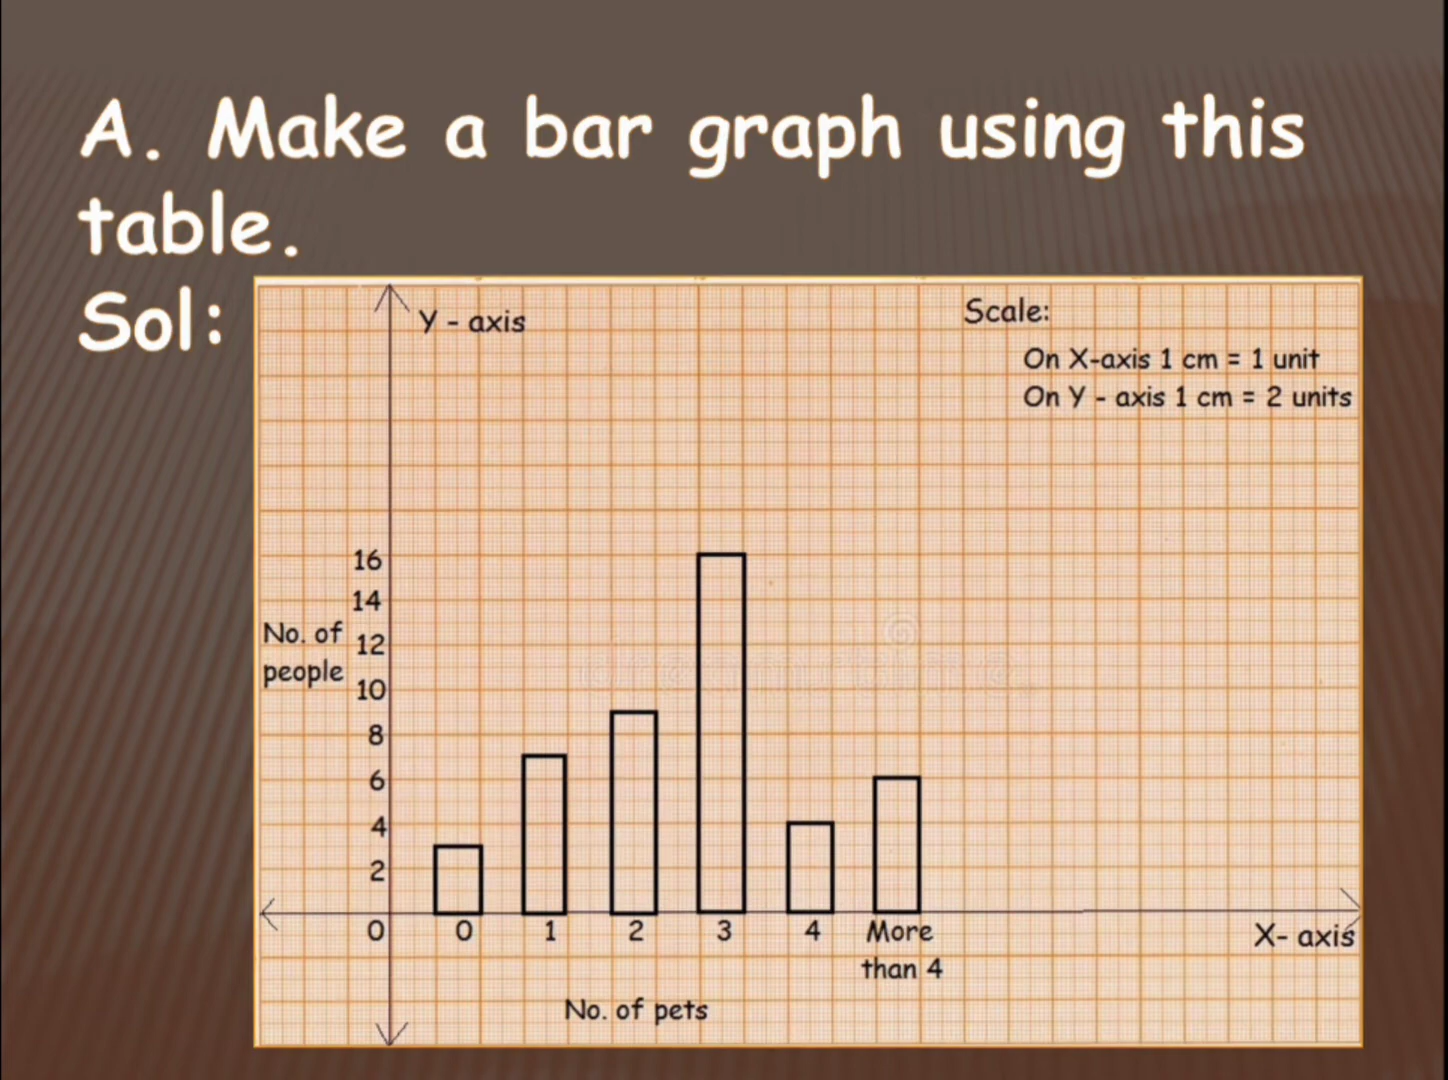 A. Make a bar graph using this
table.
Sol:
Y - axis
Scale:
On X-axis 1 cm = 1 unit
On Y - axis 1 cm = 2 units
16
14
No. of
people
12
10
8
6
4
2
0
0 1 2 3 4 More
than 4
X- axis
No. of pets